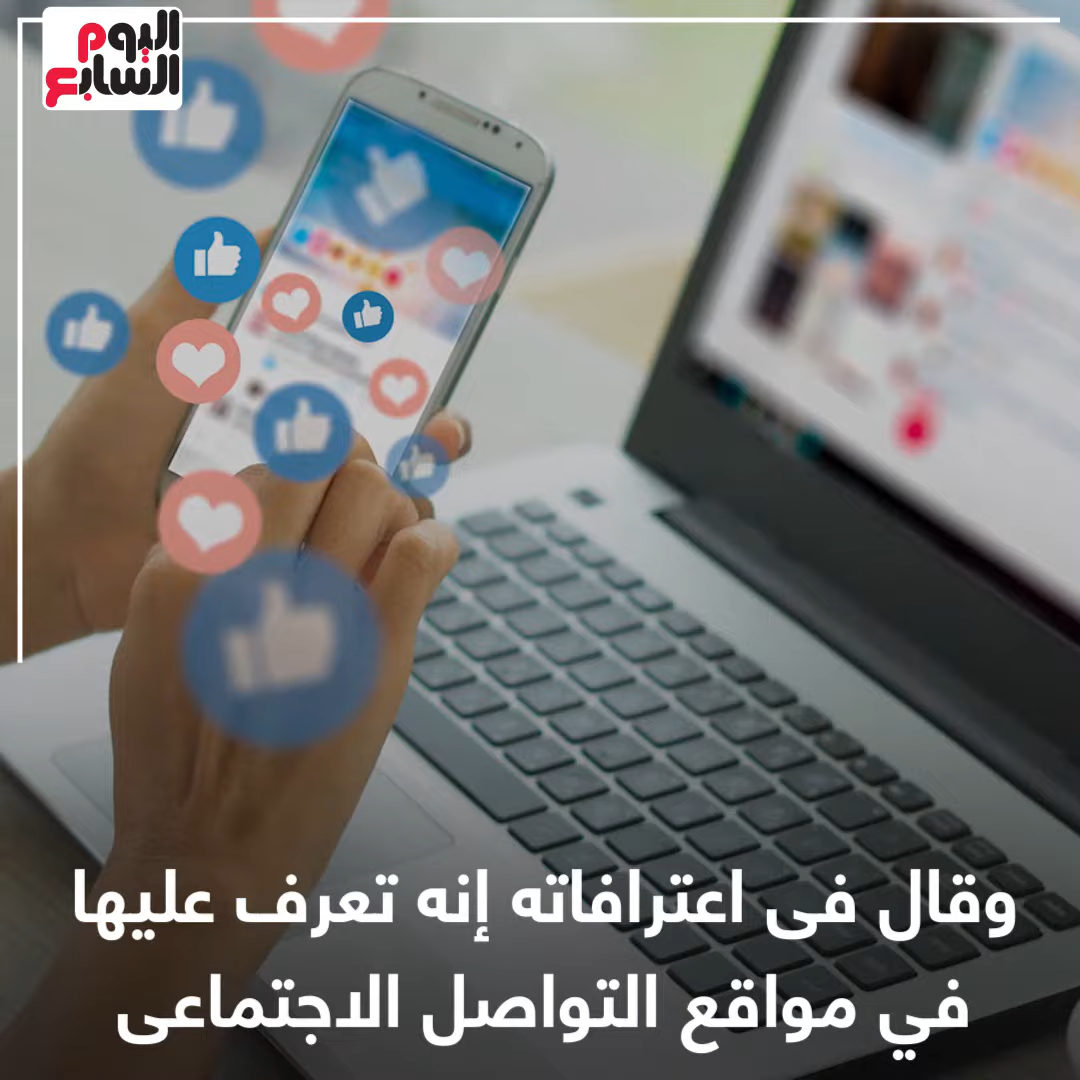 اليوم
السابع
وقال فى اعترافاته إنه تعرف عليها
في مواقع التواصل الاجتماعى